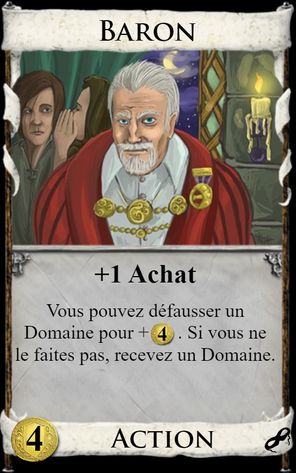 BARON
+1 Achat
Vous pouvez défausser un
Domaine pour +4 . Si vous ne
le faites pas, recevez un Domaine.
4 ACTION